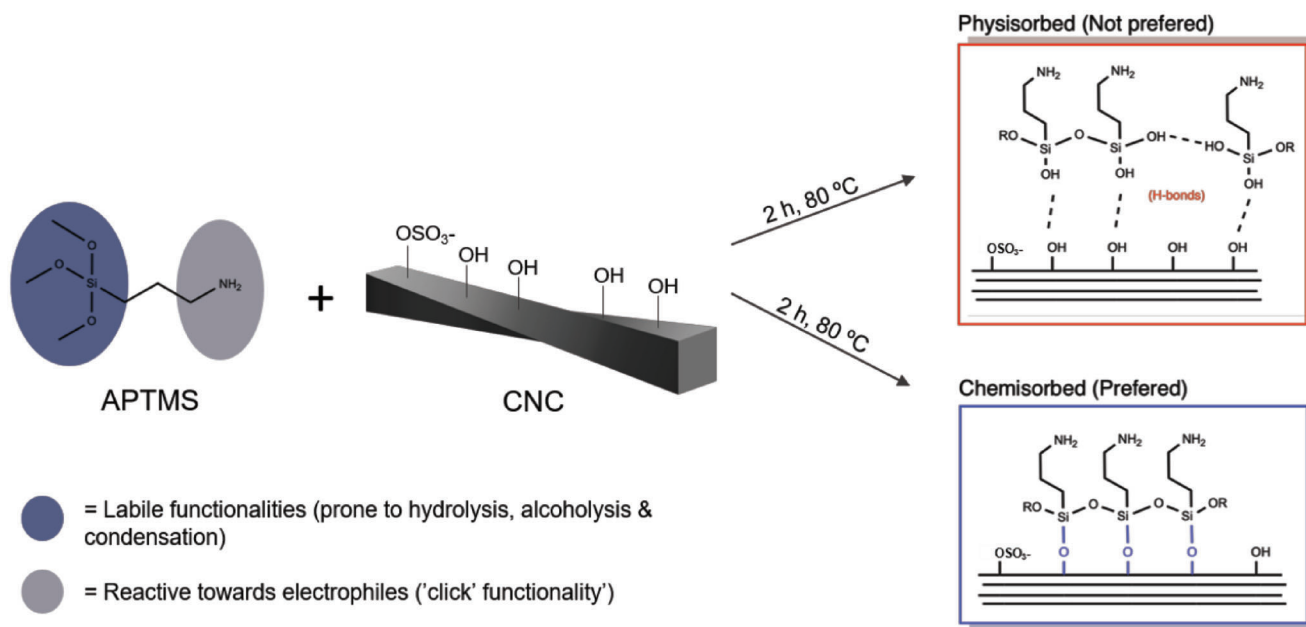 Physisorbed (Not prefered)
NH₂ NH₂ NH₂
RO Si O Si OH HO Si OR
OH OH OH
(H-bonds)
OSO₃- OH OH OH OH
2 h, 80 ºC
OSO₃-
OH
OH
OH
OH
O
O Si NH₂
O
+
APTMS
CNC
2 h, 80 ºC
Chemisorbed (Prefered)
NH₂ NH₂ NH₂
RO Si O Si O Si OR
OSO₃- O O O OH
= Labile functionalities (prone to hydrolysis, alcoholysis &
condensation)
= Reactive towards electrophiles ('click' functionality')